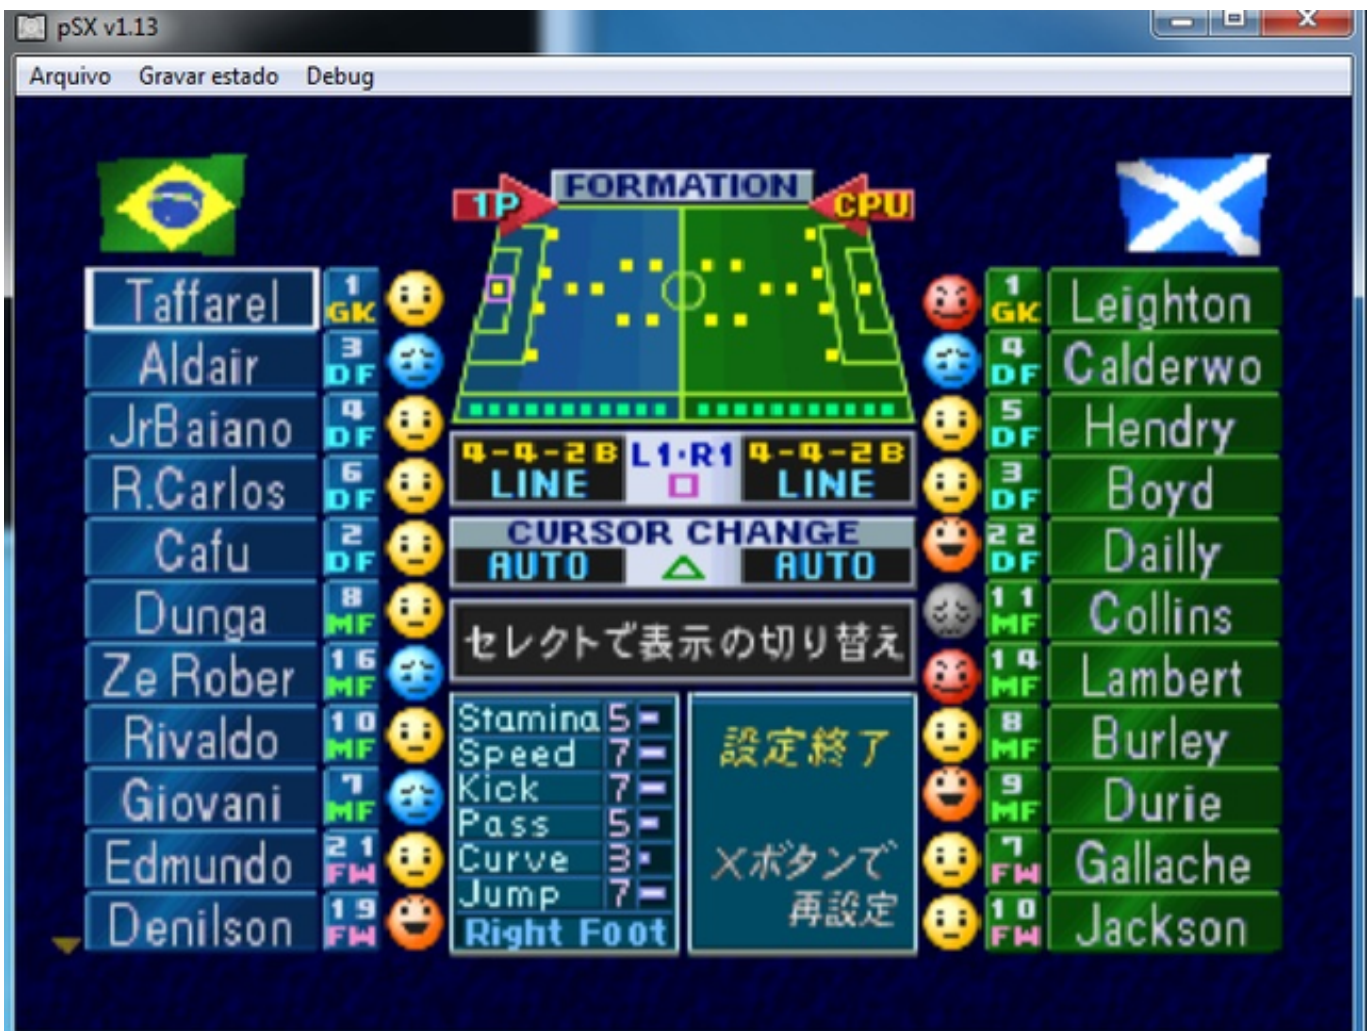 pSX v1.13
Arquivo Gravar estado Debug
FORMATION
1P
CPU
Taffarel 1 GK
Aldair 3 DF
JrBaiano 4 DF
R.Carlos 6 DF
Cafu 2 DF
Dunga 8 MF
Ze Rober 16 MF
Rivaldo 10 MF
Giovani 7 MF
Edmundo 21 FW
Denilson 19 FW
4-4-2B L1·R1 4-4-2B
LINE □ LINE
CURSOR CHANGE
AUTO △ AUTO
セレクトで表示の切り替え
Stamina 5
Speed 7
Kick 7
Pass 5
Curve 3
Jump 7
Right Foot
設定終了
Xボタンで
再設定
1 GK Leighton
4 DF Calderwo
5 DF Hendry
3 DF Boyd
22 DF Dailly
11 MF Collins
14 MF Lambert
8 MF Burley
9 MF Durie
7 FW Gallache
10 FW Jackson